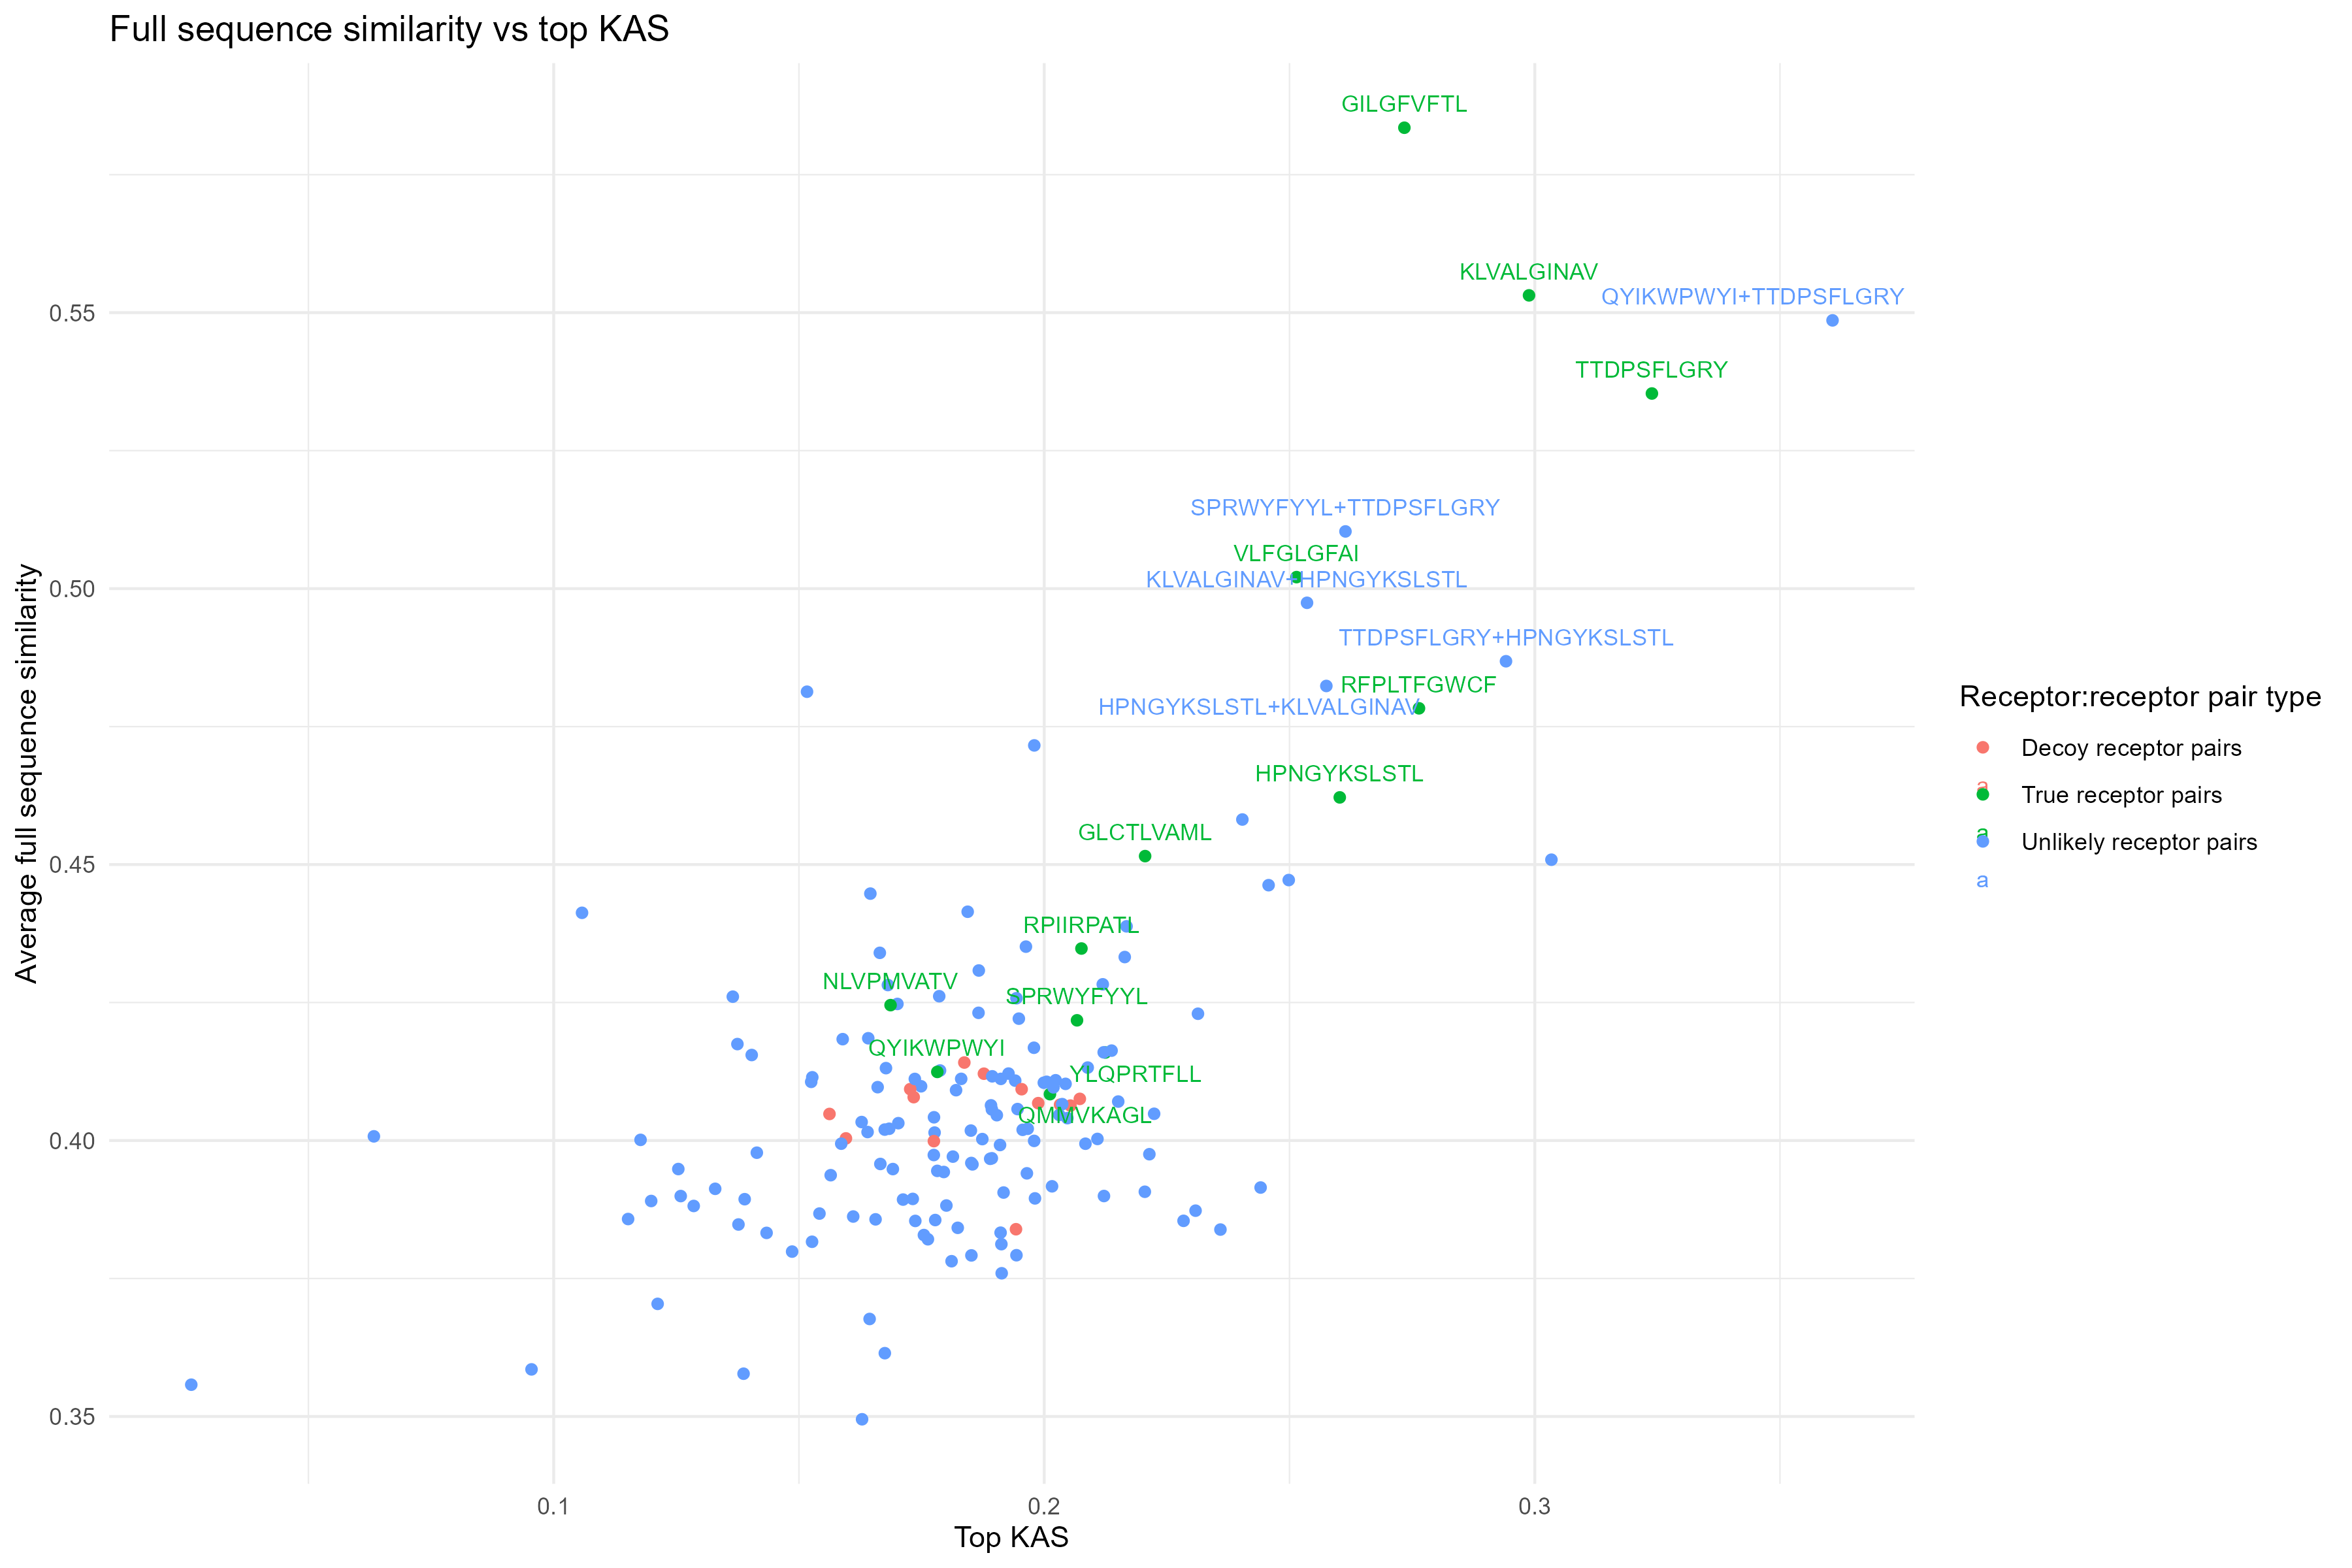 Full sequence similarity vs top KAS
GILGFVFTL
KLVALGINAV
QYIKWPWYI+TTDPSFLGRY
TTDPSFLGRY
SPRWYFYYL+TTDPSFLGRY
VLFGLGFAI
KLVALGINAV+HPNGYKSLSTL
TTDPSFLGRY+HPNGYKSLSTL
RFPLTFGWCF
HPNGYKSLSTL+KLVALGINAV
HPNGYKSLSTL
GLCTLVAML
RPIIRPATL
NLVPMVATV
SPRWYFYYL
QYIKWPWYI
YLQPRTFLL
QMMVKAGL
0.55
0.50
0.45
0.40
0.35
Average full sequence similarity
0.1
0.2
0.3
Top KAS
Receptor:receptor pair type
Decoy receptor pairs
a
True receptor pairs
a
Unlikely receptor pairs
a